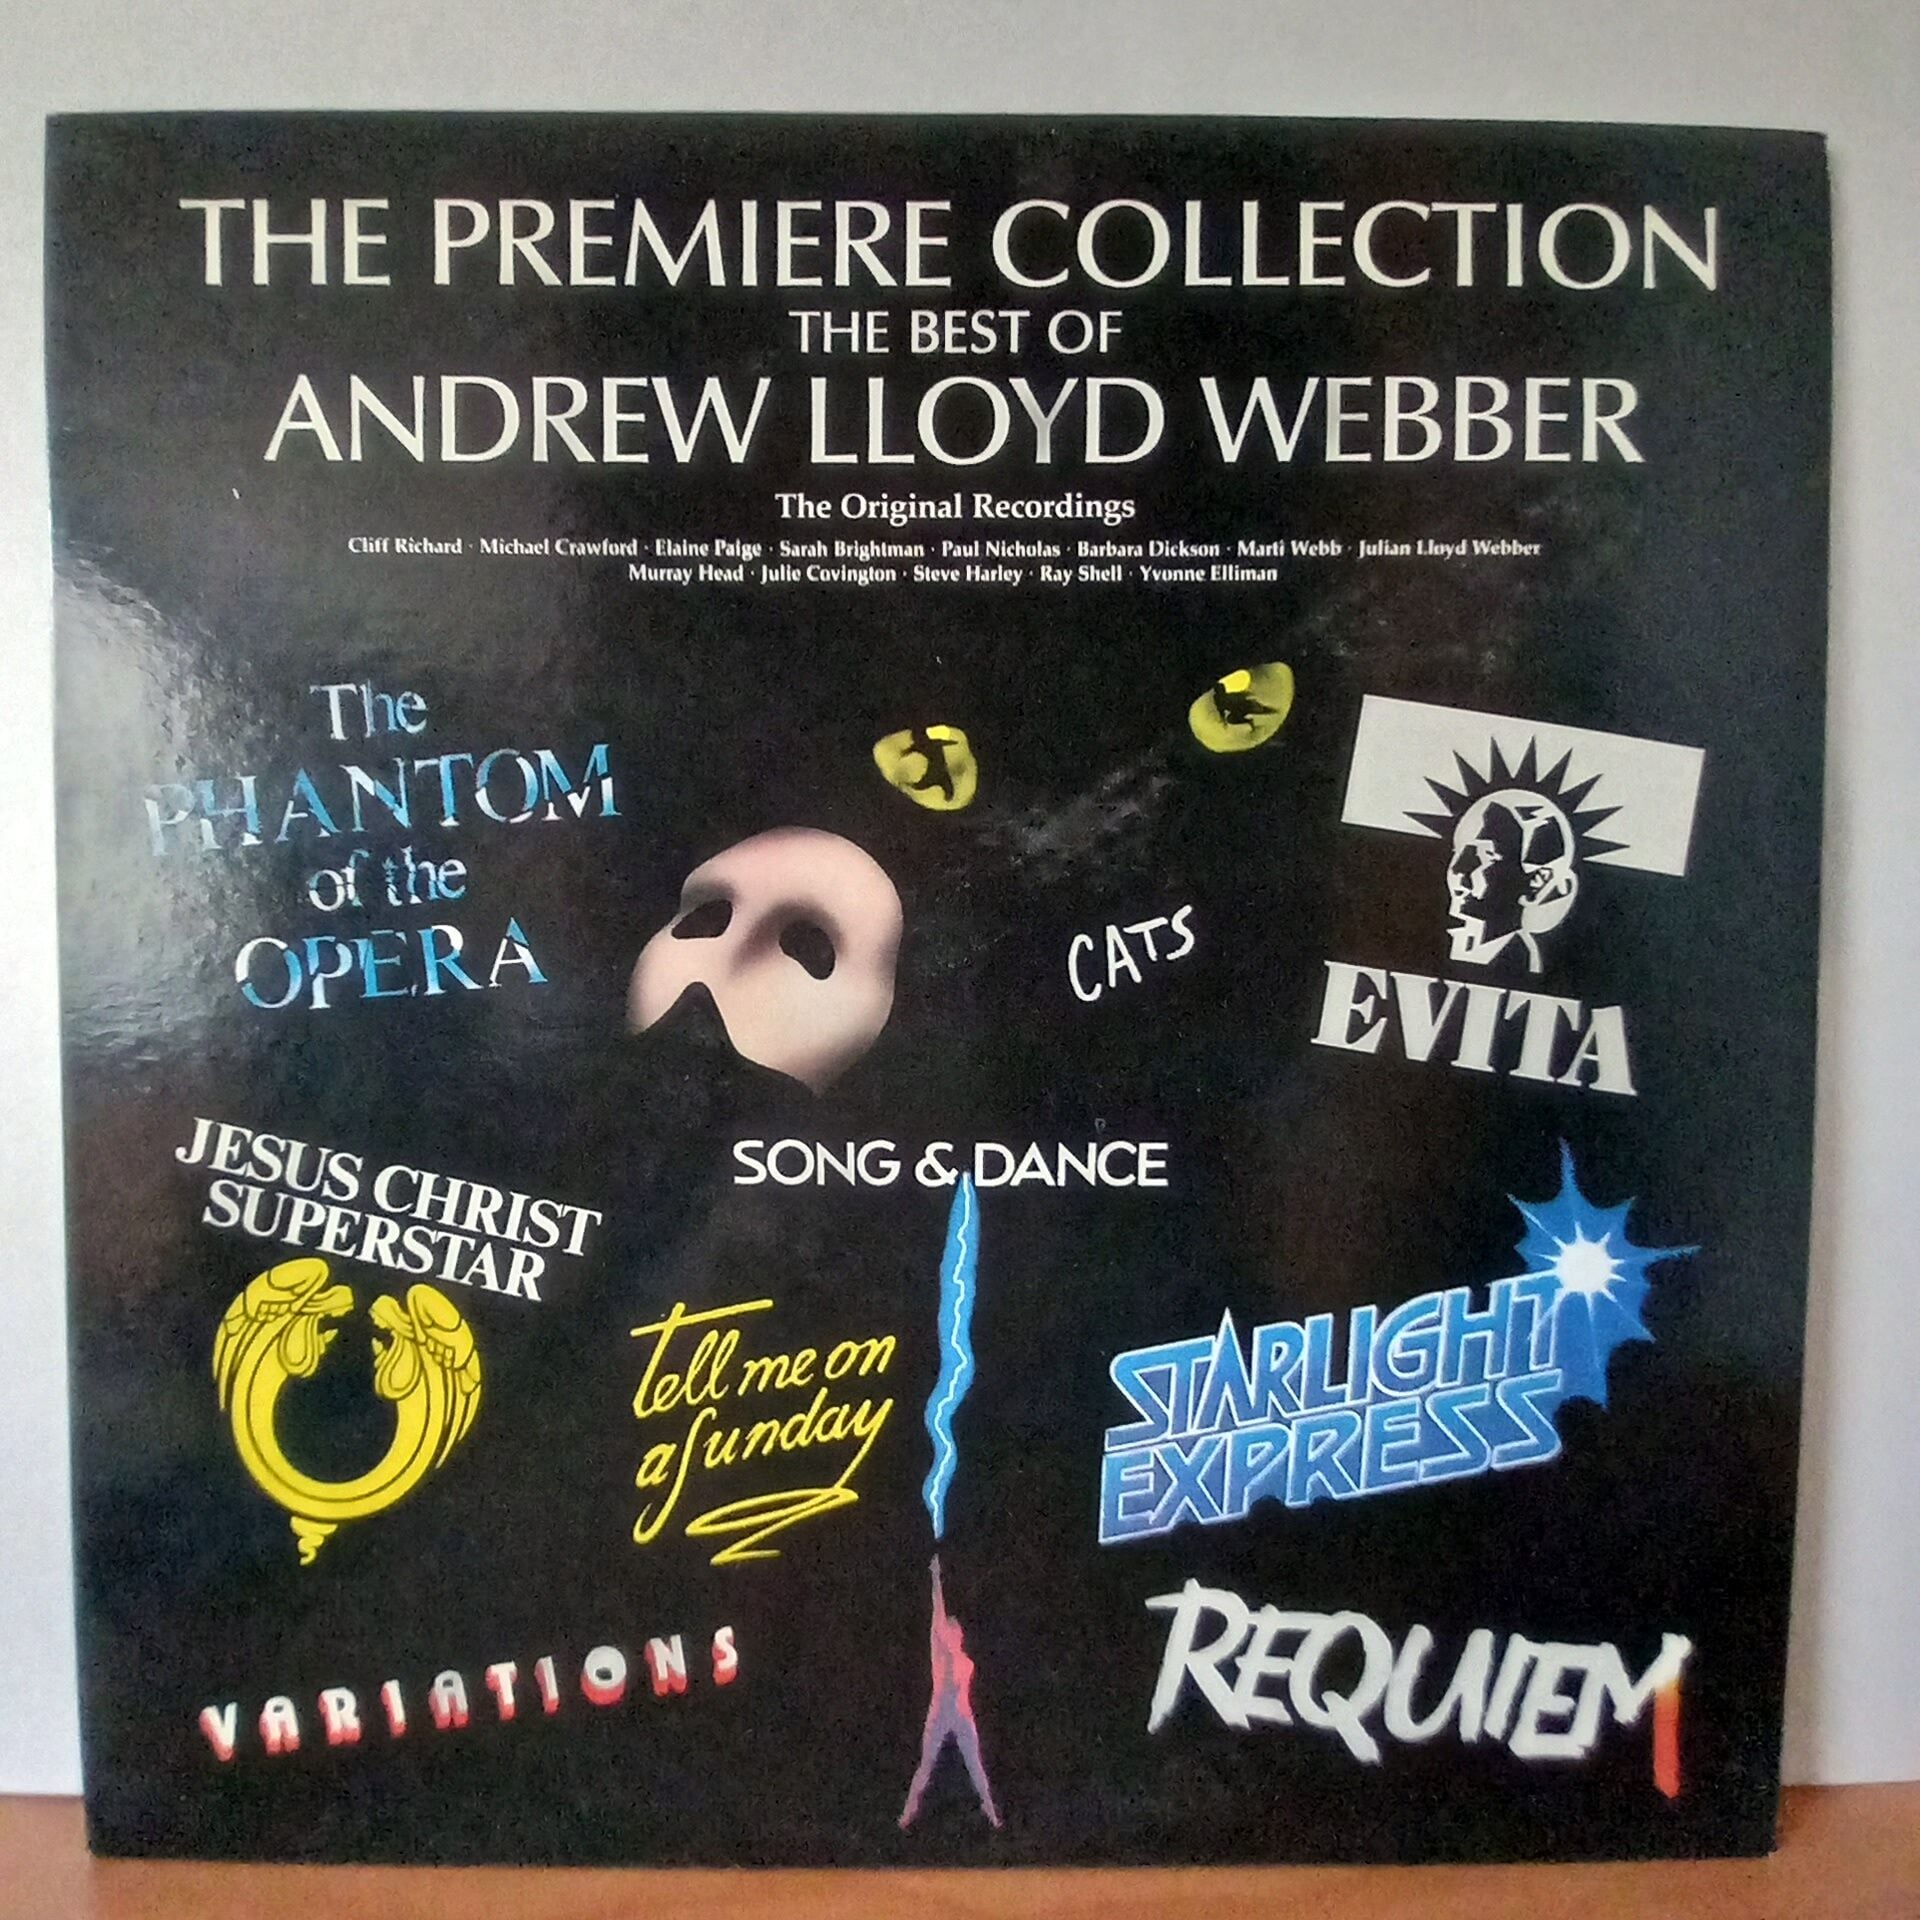 THE PREMIERE COLLECTION
THE BEST OF
ANDREW LLOYD WEBBER
The Original Recordings
Cliff Richard · Michael Crawford · Elaine Paige · Sarah Brightman · Paul Nicholas · Barbara Dickson · Marti Webb · Julian Lloyd Webber
Murray Head · Julie Covington · Steve Harley · Ray Shell · Yvonne Elliman
The
PHANTOM
of the
OPERA
CATS
EVITA
JESUS CHRIST
SUPERSTAR
SONG & DANCE
tell me on
a sunday
STARLIGHT
EXPRESS
VARIATIONS
REQUIEM